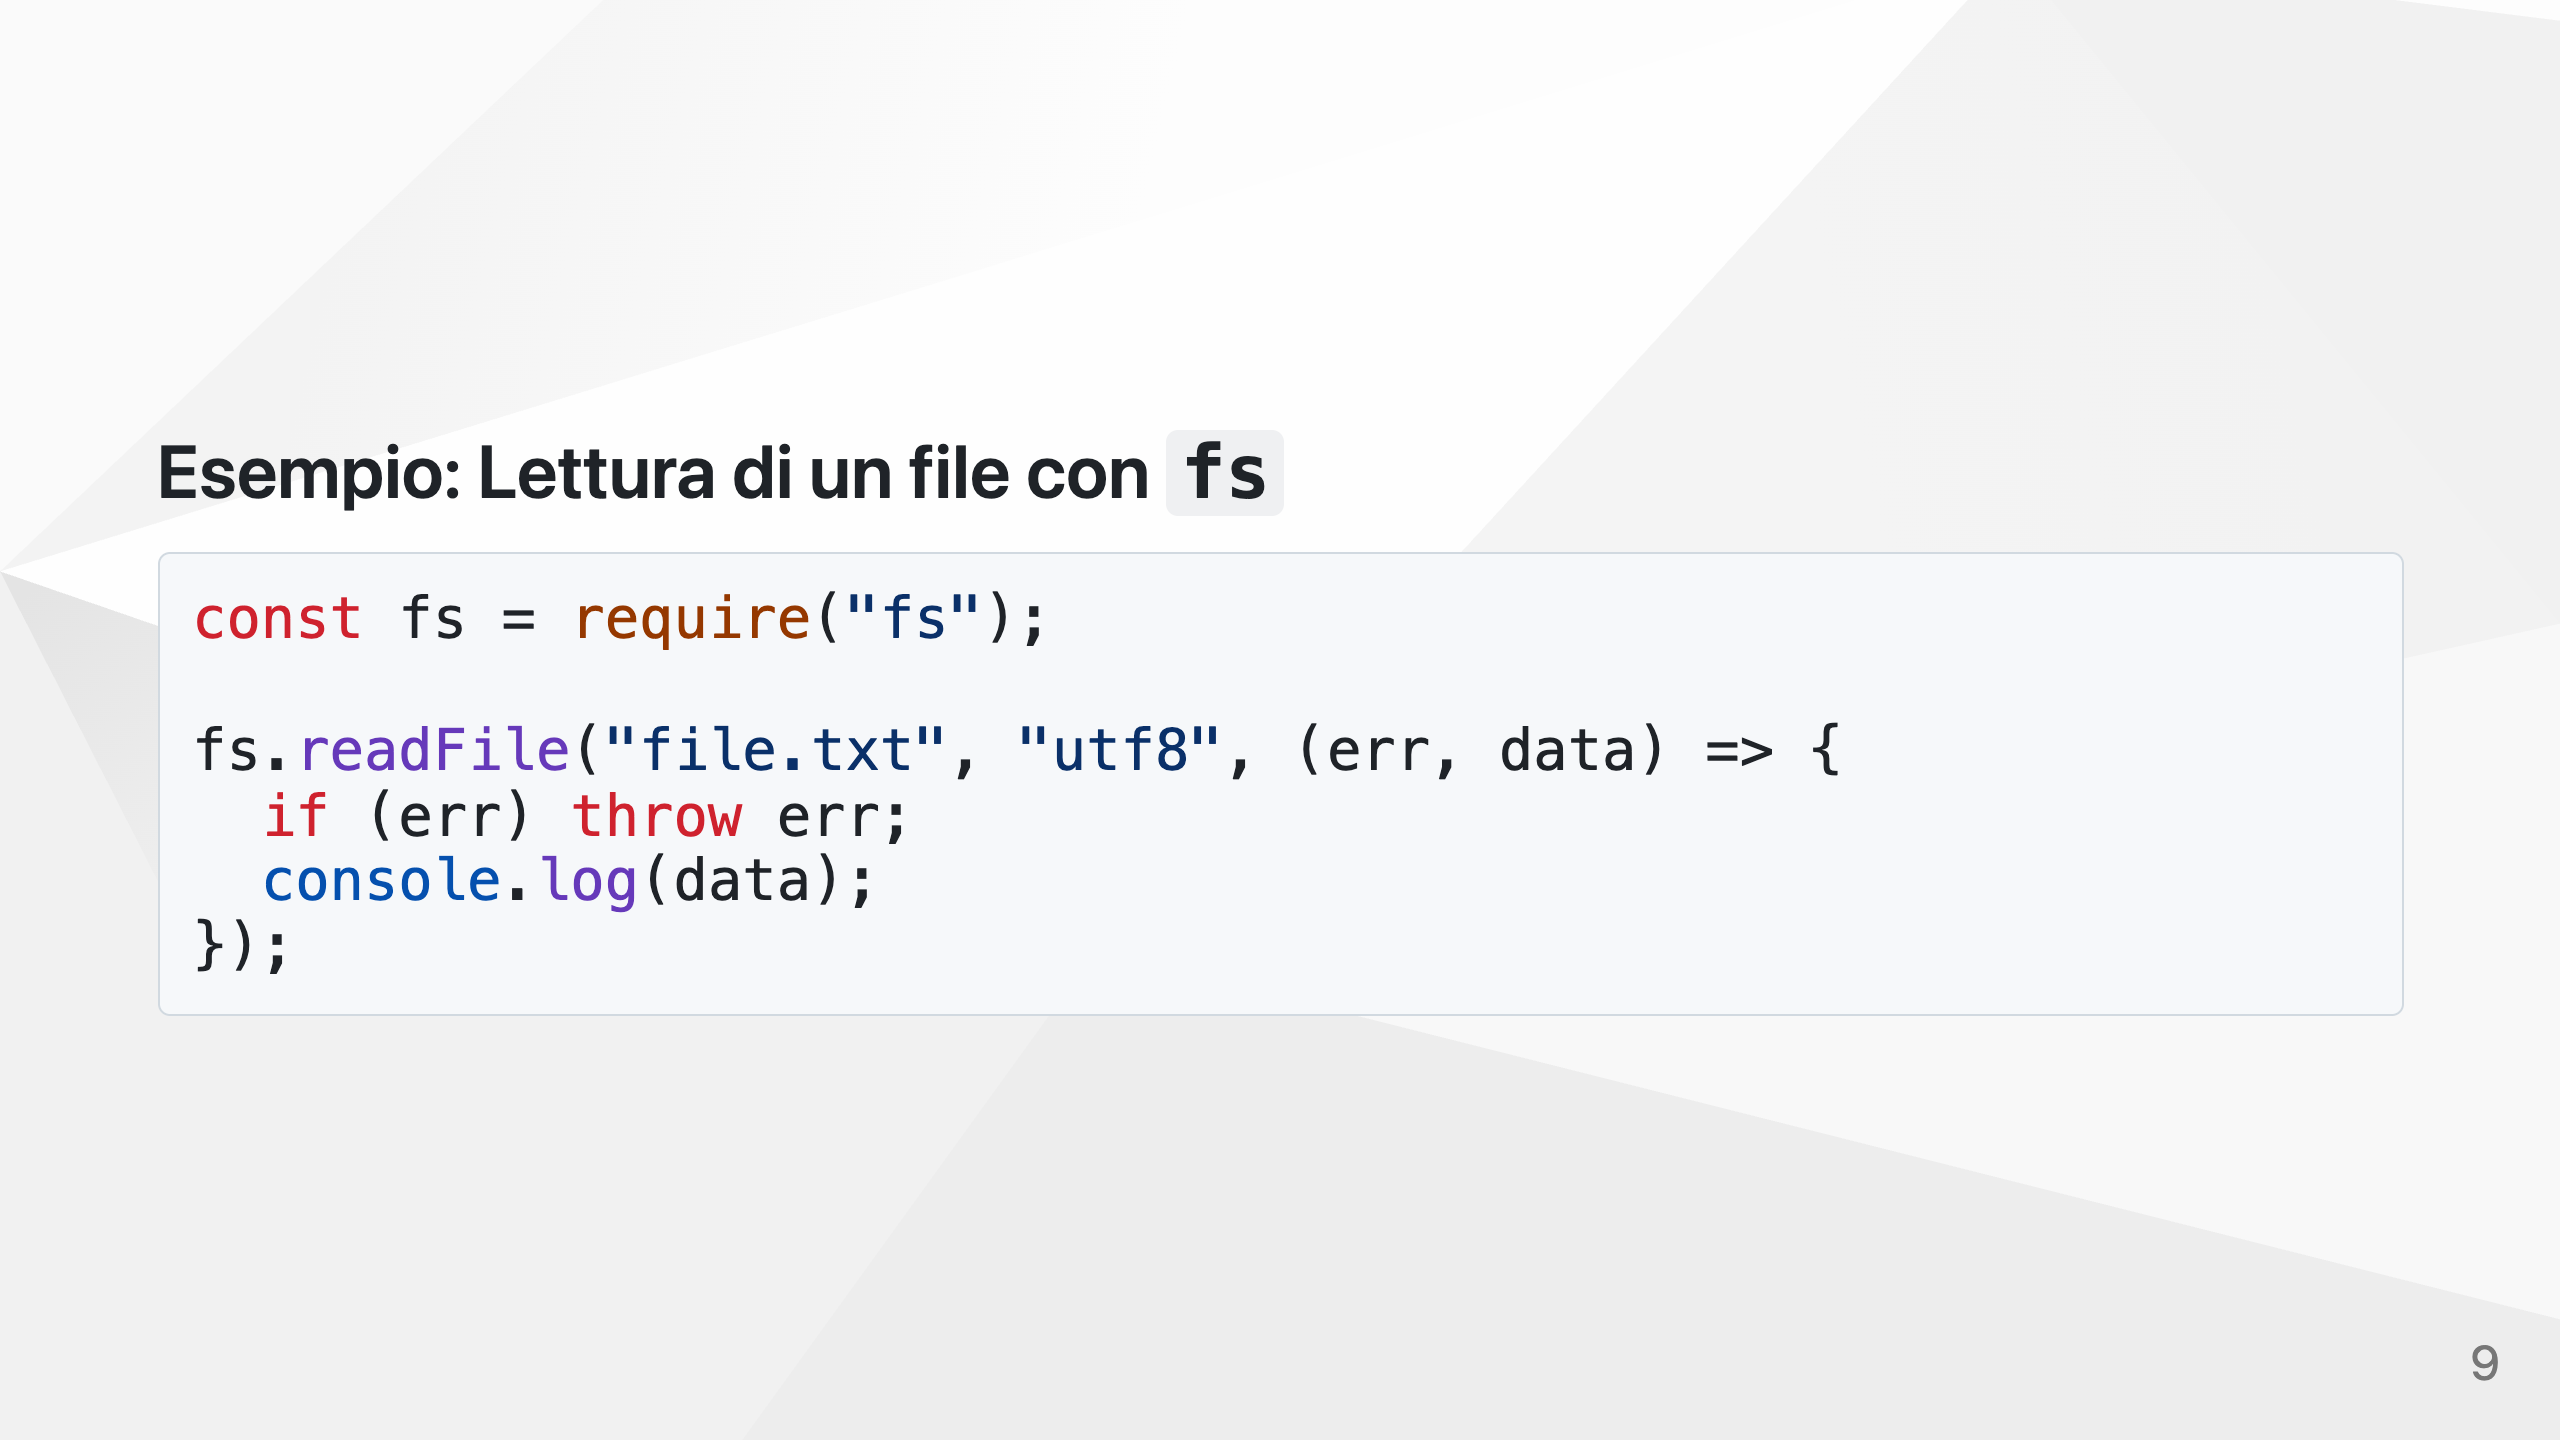 Esempio: Lettura di un file con fs
const fs = require("fs");
fs.readFile("file.txt", "utf8", (err, data) => {
  if (err) throw err;
  console.log(data);
});
9